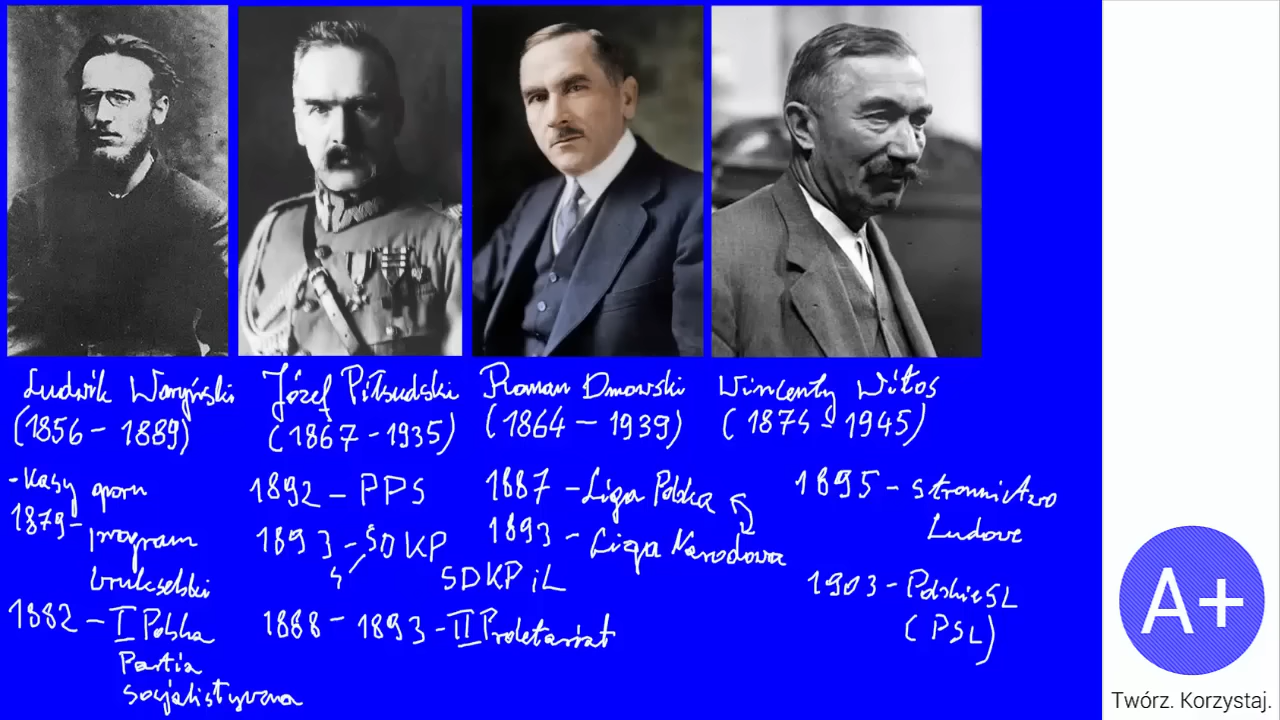 Ludwik Waryński
(1856 - 1889)
- Kasy oporu
1879 - program
brukselski
1882 - I Polska
Partia
Socjalistyczna
Józef Piłsudski
(1867 - 1935)
1892 - PPS
1893 - SDKP
SDKPiL
1888 - 1893 - II Proletariat
Roman Dmowski
(1864 - 1939)
1887 - Liga Polska
1893 - Liga Narodowa
Wincenty Witos
(1874 - 1945)
1895 - Stronnictwo
Ludowe
1903 - Polskie SL
(PSL)
A+
Twórz. Korzystaj.